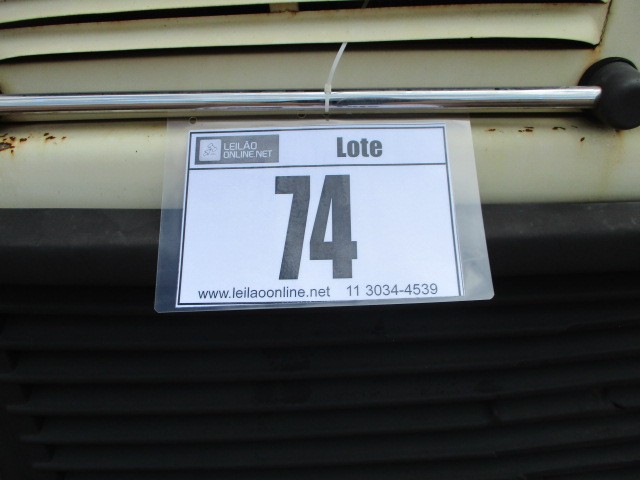 LEILÃO
ONLINE.NET
Lote
74
www.leilaoonline.net 11 3034-4539